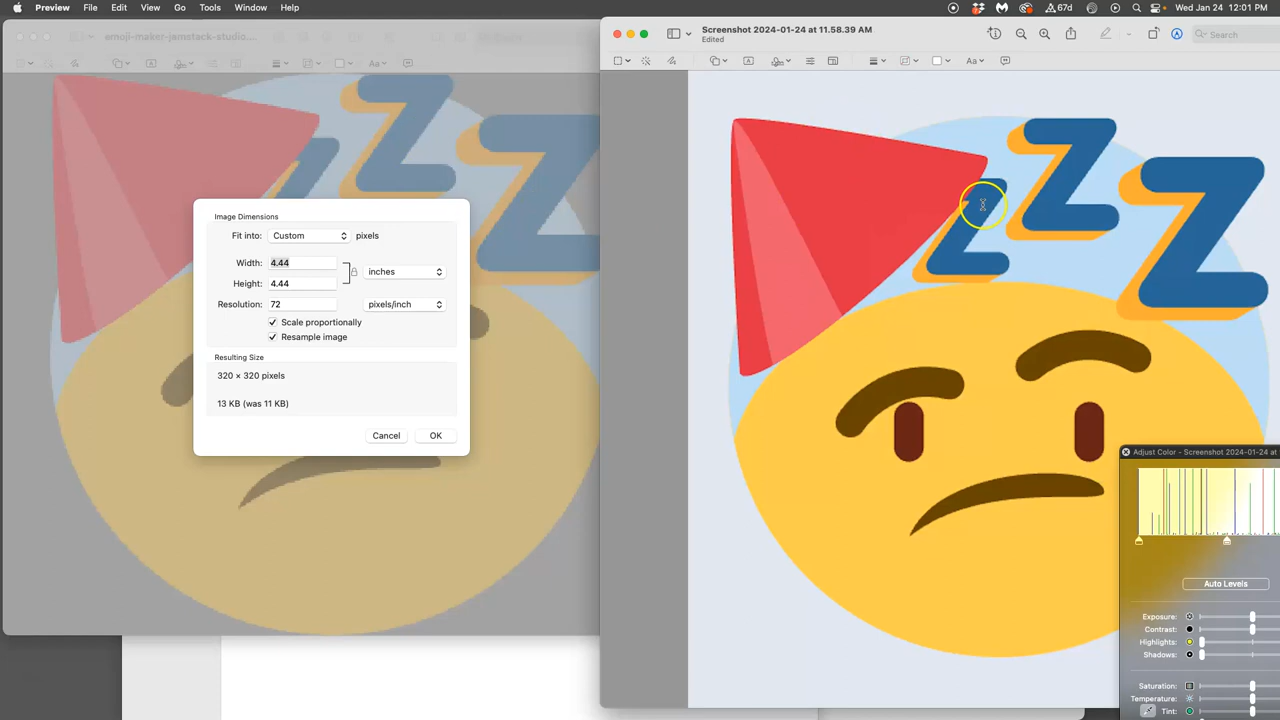 Preview File Edit View Go Tools Window Help 67d Wed Jan 24 12:01 PM
emoji-maker-jamstack-studio....
Screenshot 2024-01-24 at 11.58.39 AM
Edited
Search
Aa
Aa
Image Dimensions
Fit into: Custom pixels
Width: 4.44
inches
Height: 4.44
Resolution: 72 pixels/inch
Scale proportionally
Resample image
Resulting Size
320 × 320 pixels
13 KB (was 11 KB)
Cancel OK
Z Z Z
Adjust Color - Screenshot 2024-01-24 at
Auto Levels
Exposure:
Contrast:
Highlights:
Shadows:
Saturation:
Temperature:
Tint: